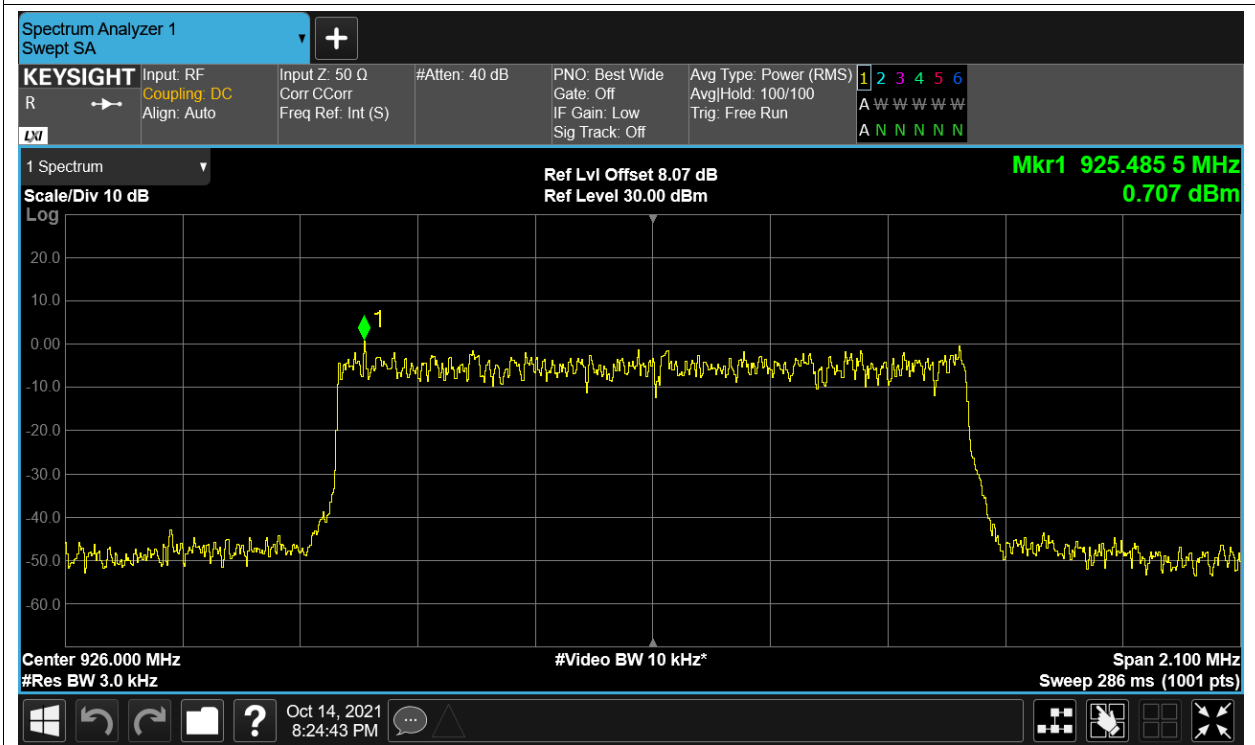 Spectrum Analyzer 1
Swept SA
KEYSIGHT
R
LXI
Input: RF
Coupling: DC
Align: Auto
Input Z: 50 Ω
Corr CCorr
Freq Ref: Int (S)
#Atten: 40 dB
PNO: Best Wide
Gate: Off
IF Gain: Low
Sig Track: Off
Avg Type: Power (RMS)
Avg|Hold: 100/100
Trig: Free Run
1 2 3 4 5 6
A W W W W W
A N N N N N
1 Spectrum
Scale/Div 10 dB
Log
Ref Lvl Offset 8.07 dB
Ref Level 30.00 dBm
Mkr1 925.485 5 MHz
0.707 dBm
20.0
10.0
1
0.00
-10.0
-20.0
-30.0
-40.0
-50.0
-60.0
Center 926.000 MHz
#Res BW 3.0 kHz
#Video BW 10 kHz*
Span 2.100 MHz
Sweep 286 ms (1001 pts)
?
Oct 14, 2021
8:24:43 PM